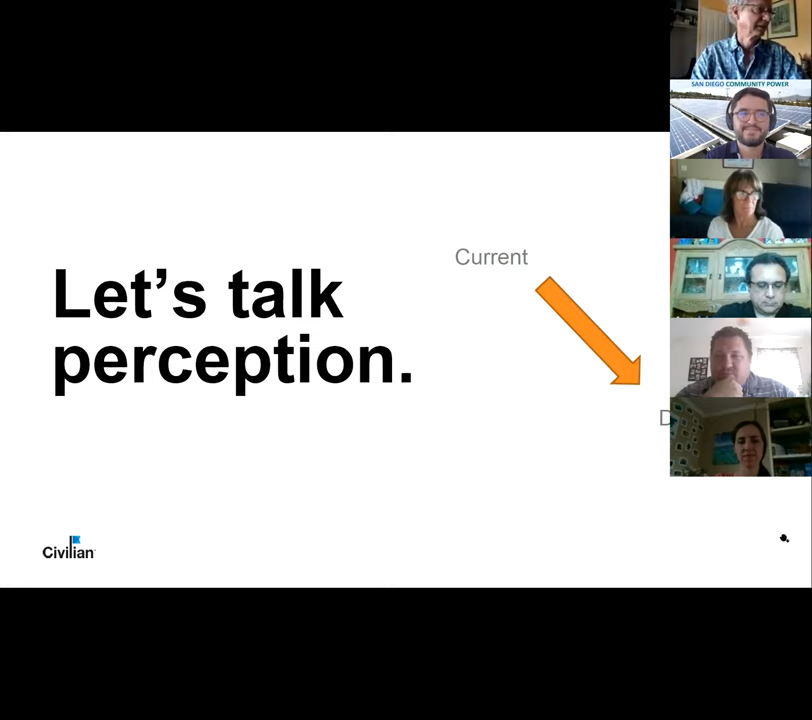 SAN DIEGO COMMUNITY POWER
Current
Let's talk
perception.
D
Civilian